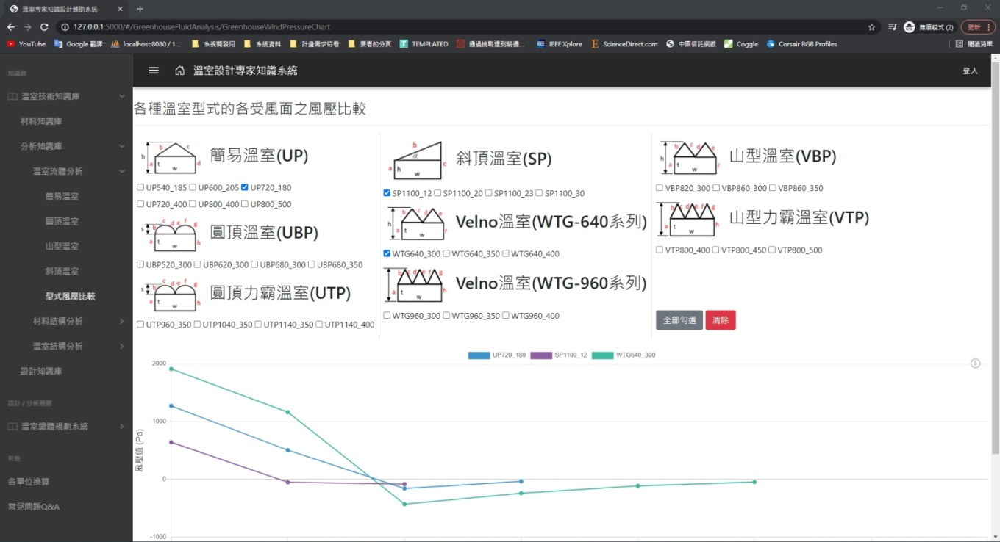 溫室專家知識設計輔助系統
127.0.0.1:5000/#/GreenhouseFluidAnalysis/GreenhouseWindPressureChart
無痕模式 (2)
更新
YouTube
Google 翻譯
localhost:8080 / 1...
系統開發用
系統資料
計畫需求待看
要看的分頁
TEMPLATED
通過挑戰達到精通...
IEEE Xplore
ScienceDirect.com
中國信託網銀
Coggle
Corsair RGB Profiles
閱讀清單
知識庫
溫室技術知識庫
材料知識庫
分析知識庫
溫室流體分析
簡易溫室
圓頂溫室
山型溫室
斜頂溫室
型式風壓比較
材料結構分析
溫室結構分析
設計知識庫
溫室總體規劃系統
其他
各單位換算
常見問題Q&A
溫室設計專家知識系統
登入
各種溫室型式的各受風面之風壓比較
h a b c d t w
簡易溫室(UP)
UP540_185 UP600_205 UP720_180
UP720_400 UP800_400 UP800_500
s a b c d e f g h t w
圓頂溫室(UBP)
UBP520_300 UBP620_300 UBP680_300 UBP680_350
s a b c d e f g h t w
圓頂力霸溫室(UTP)
UTP960_350 UTP1040_350 UTP1140_350 UTP1140_400
a b c α h w
斜頂溫室(SP)
SP1100_12 SP1100_20 SP1100_23 SP1100_30
h a b c d e f t w
Velno溫室(WTG-640系列)
WTG640_300 WTG640_350 WTG640_400
a b c d e f g h t w
Velno溫室(WTG-960系列)
WTG960_300 WTG960_350 WTG960_400
h a b c d e f t w
山型溫室(VBP)
VBP820_300 VBP860_300 VBP860_350
a b c d e f g h t w
山型力霸溫室(VTP)
VTP800_400 VTP800_450 VTP800_500
全部勾選
清除
UP720_180 SP1100_12 WTG640_300
風壓值 (Pa)
2000
1000
0
-1000